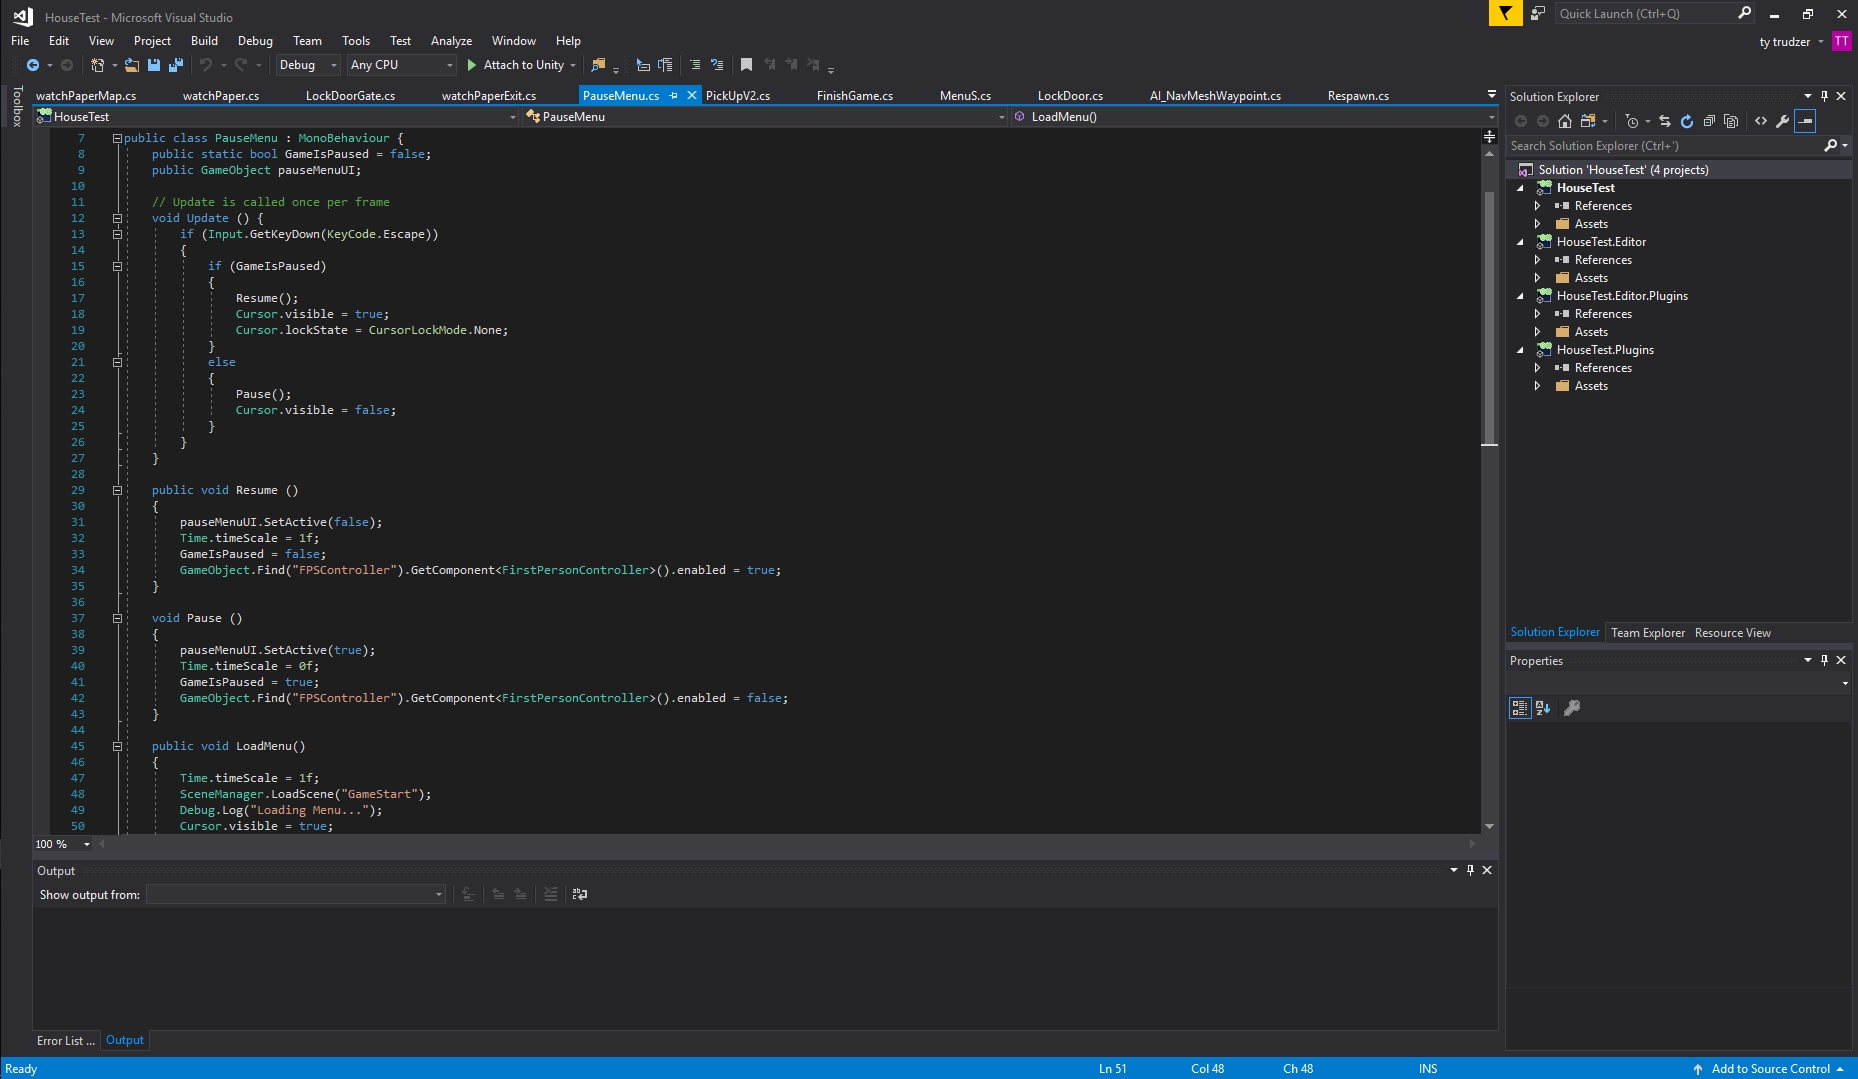 HouseTest - Microsoft Visual Studio
Quick Launch (Ctrl+Q)
File Edit View Project Build Debug Team Tools Test Analyze Window Help
ty trudzer TT
Debug Any CPU Attach to Unity
Toolbox
watchPaperMap.cs watchPaper.cs LockDoorGate.cs watchPaperExit.cs PauseMenu.cs PickUpV2.cs FinishGame.cs MenuS.cs LockDoor.cs AI_NavMeshWaypoint.cs Respawn.cs
HouseTest PauseMenu LoadMenu()
7 public class PauseMenu : MonoBehaviour {
8 public static bool GameIsPaused = false;
9 public GameObject pauseMenuUI;
10
11 // Update is called once per frame
12 void Update () {
13 if (Input.GetKeyDown(KeyCode.Escape))
14 {
15 if (GameIsPaused)
16 {
17 Resume();
18 Cursor.visible = true;
19 Cursor.lockState = CursorLockMode.None;
20 }
21 else
22 {
23 Pause();
24 Cursor.visible = false;
25 }
26 }
27 }
28
29 public void Resume ()
30 {
31 pauseMenuUI.SetActive(false);
32 Time.timeScale = 1f;
33 GameIsPaused = false;
34 GameObject.Find("FPSController").GetComponent<FirstPersonController>().enabled = true;
35 }
36
37 void Pause ()
38 {
39 pauseMenuUI.SetActive(true);
40 Time.timeScale = 0f;
41 GameIsPaused = true;
42 GameObject.Find("FPSController").GetComponent<FirstPersonController>().enabled = false;
43 }
44
45 public void LoadMenu()
46 {
47 Time.timeScale = 1f;
48 SceneManager.LoadScene("GameStart");
49 Debug.Log("Loading Menu...");
50 Cursor.visible = true;
100 %
Output
Show output from:
Error List ... Output
Solution Explorer
Search Solution Explorer (Ctrl+')
Solution 'HouseTest' (4 projects)
HouseTest
References
Assets
HouseTest.Editor
References
Assets
HouseTest.Editor.Plugins
References
Assets
HouseTest.Plugins
References
Assets
Solution Explorer Team Explorer Resource View
Properties
Ready Ln 51 Col 48 Ch 48 INS Add to Source Control